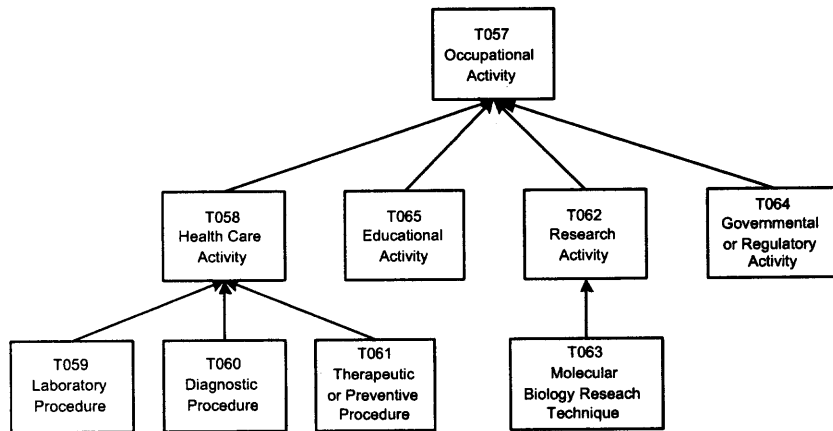 T057
Occupational
Activity
T058
Health Care
Activity
T065
Educational
Activity
T062
Research
Activity
T064
Governmental
or Regulatory
Activity
T059
Laboratory
Procedure
T060
Diagnostic
Procedure
T061
Therapeutic
or Preventive
Procedure
T063
Molecular
Biology Reseach
Technique